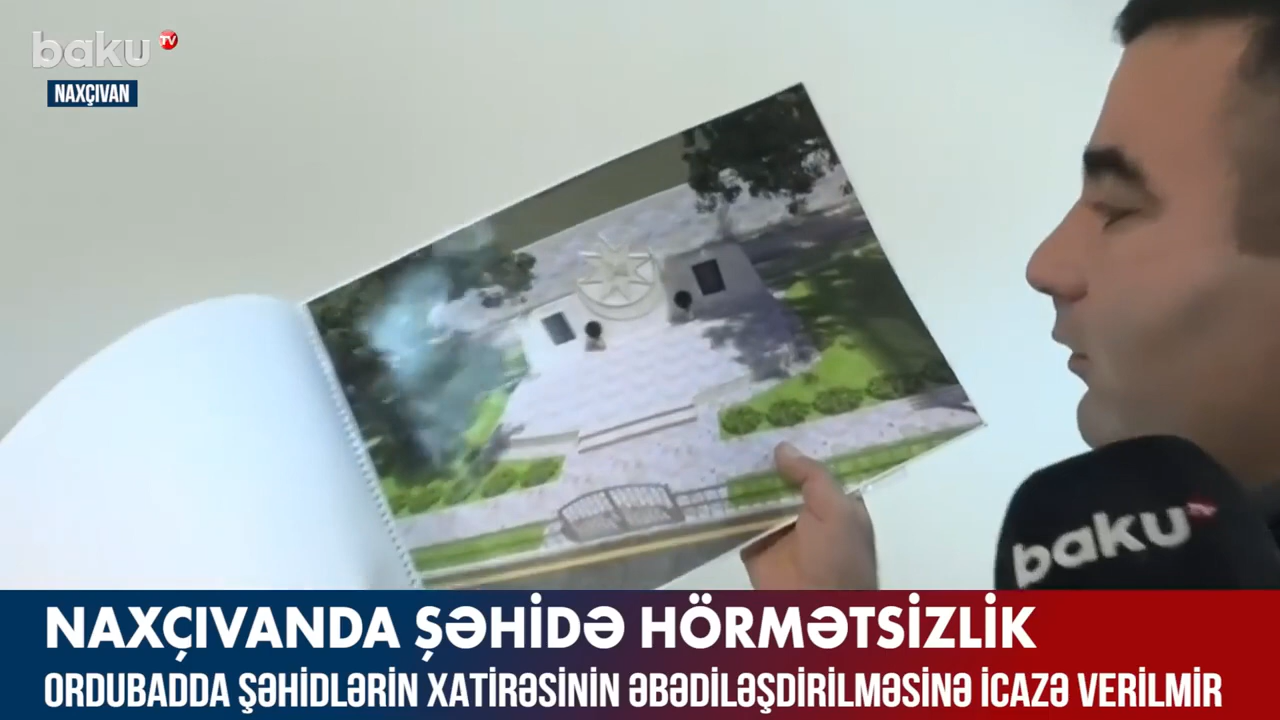 baku TV
NAXÇIVAN
baku TV
NAXÇIVANDA ŞƏHİDƏ HÖRMƏTSİZLİK
ORDUBADDA ŞƏHİDLƏRİN XATİRƏSİNİN ƏBƏDİLƏŞDİRİLMƏSİNƏ İCAZƏ VERİLMİR